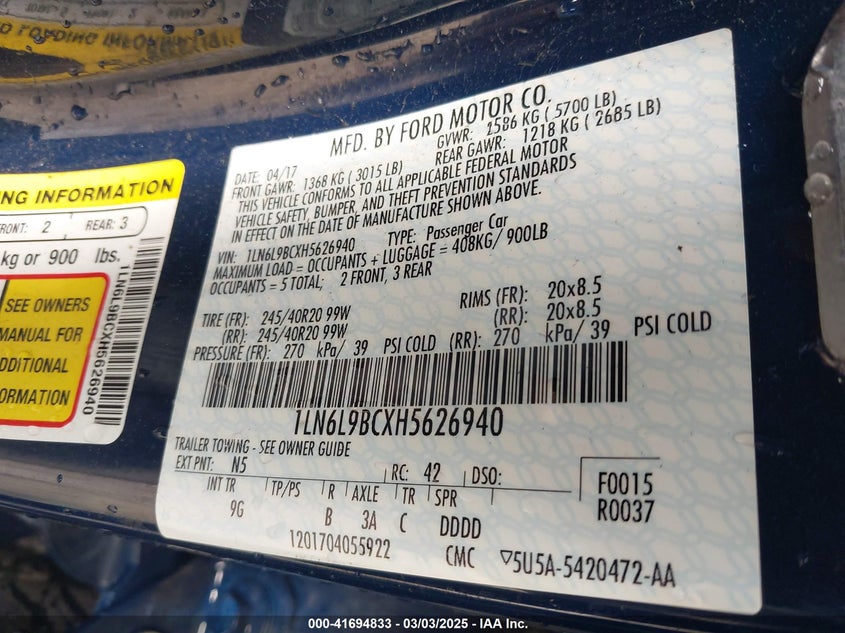 LOADING INFORMATION
NG INFORMATION
RONT: 2 REAR: 3
kg or 900 lbs.
SEE OWNERS
MANUAL FOR
DDITIONAL
ORMATION
1LN6L9BCXH5626940
MFD. BY FORD MOTOR CO.
DATE: 04/17 GVWR: 2586 KG ( 5700 LB)
FRONT GAWR: 1368 KG ( 3015 LB) REAR GAWR: 1218 KG ( 2685 LB)
THIS VEHICLE CONFORMS TO ALL APPLICABLE FEDERAL MOTOR
VEHICLE SAFETY, BUMPER, AND THEFT PREVENTION STANDARDS
IN EFFECT ON THE DATE OF MANUFACTURE SHOWN ABOVE.
VIN: 1LN6L9BCXH5626940 TYPE: Passenger Car
MAXIMUM LOAD = OCCUPANTS + LUGGAGE = 408KG/ 900LB
OCCUPANTS = 5 TOTAL; 2 FRONT, 3 REAR
TIRE (FR): 245/40R20 99W RIMS (FR): 20x8.5
(RR): 245/40R20 99W (RR): 20x8.5
PRESSURE (FR): 270 kPa/ 39 PSI COLD (RR): 270 kPa/ 39 PSI COLD
1LN6L9BCXH5626940
TRAILER TOWING - SEE OWNER GUIDE
EXT PNT: N5 RC: 42 DSO:
INT TR TP/PS R AXLE TR SPR
9G B 3A C DDDD
F0015
R0037
1201704055922 CMC ▽5U5A-5420472-AA
000-41694833 - 03/03/2025 - IAA Inc.